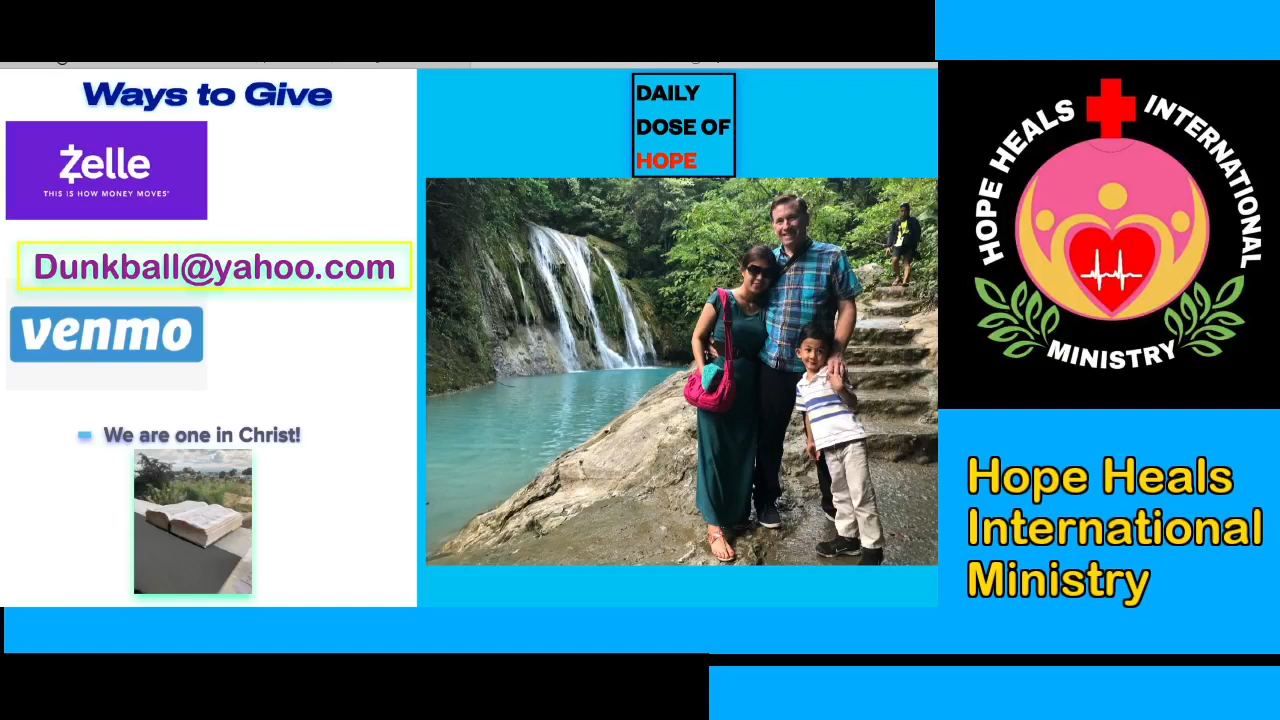 Ways to Give
Zelle
THIS IS HOW MONEY MOVES®
Dunkball@yahoo.com
venmo
We are one in Christ!
DAILY
DOSE OF
HOPE
HOPE HEALS INTERNATIONAL
MINISTRY
Hope Heals
International
Ministry